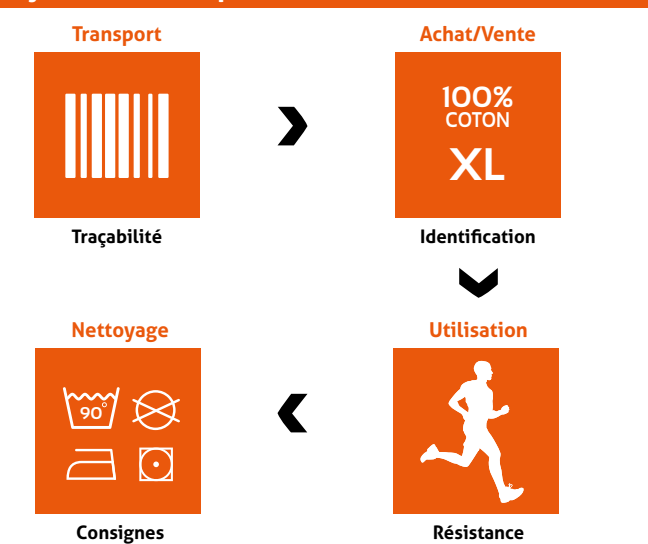 Transport
Achat/Vente
100%
COTON
XL
Traçabilité
Identification
Nettoyage
Utilisation
90°
Consignes
Résistance